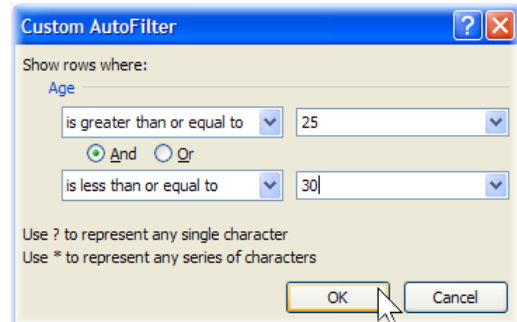 Custom AutoFilter
Show rows where:
Age
is greater than or equal to 25
And Or
is less than or equal to 30
Use ? to represent any single character
Use * to represent any series of characters
OK Cancel